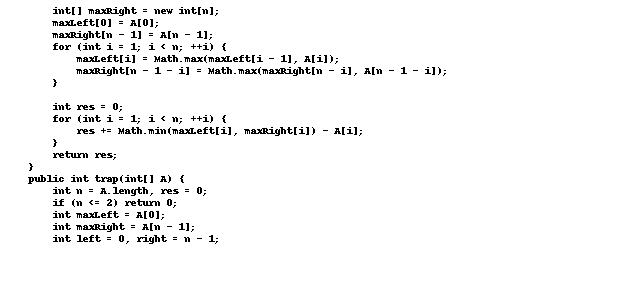 int[] maxRight = new int[n];
maxLeft[0] = A[0];
maxRight[n - 1] = A[n - 1];
for (int i = 1; i < n; ++i) {
maxLeft[i] = Math.max(maxLeft[i - 1], A[i]);
maxRight[n - 1 - i] = Math.max(maxRight[n - i], A[n - 1 - i]);
}
int res = 0;
for (int i = 1; i < n; ++i) {
res += Math.min(maxLeft[i], maxRight[i]) - A[i];
}
return res;
}
public int trap(int[] A) {
int n = A.length, res = 0;
if (n <= 2) return 0;
int maxLeft = A[0];
int maxRight = A[n - 1];
int left = 0, right = n - 1;